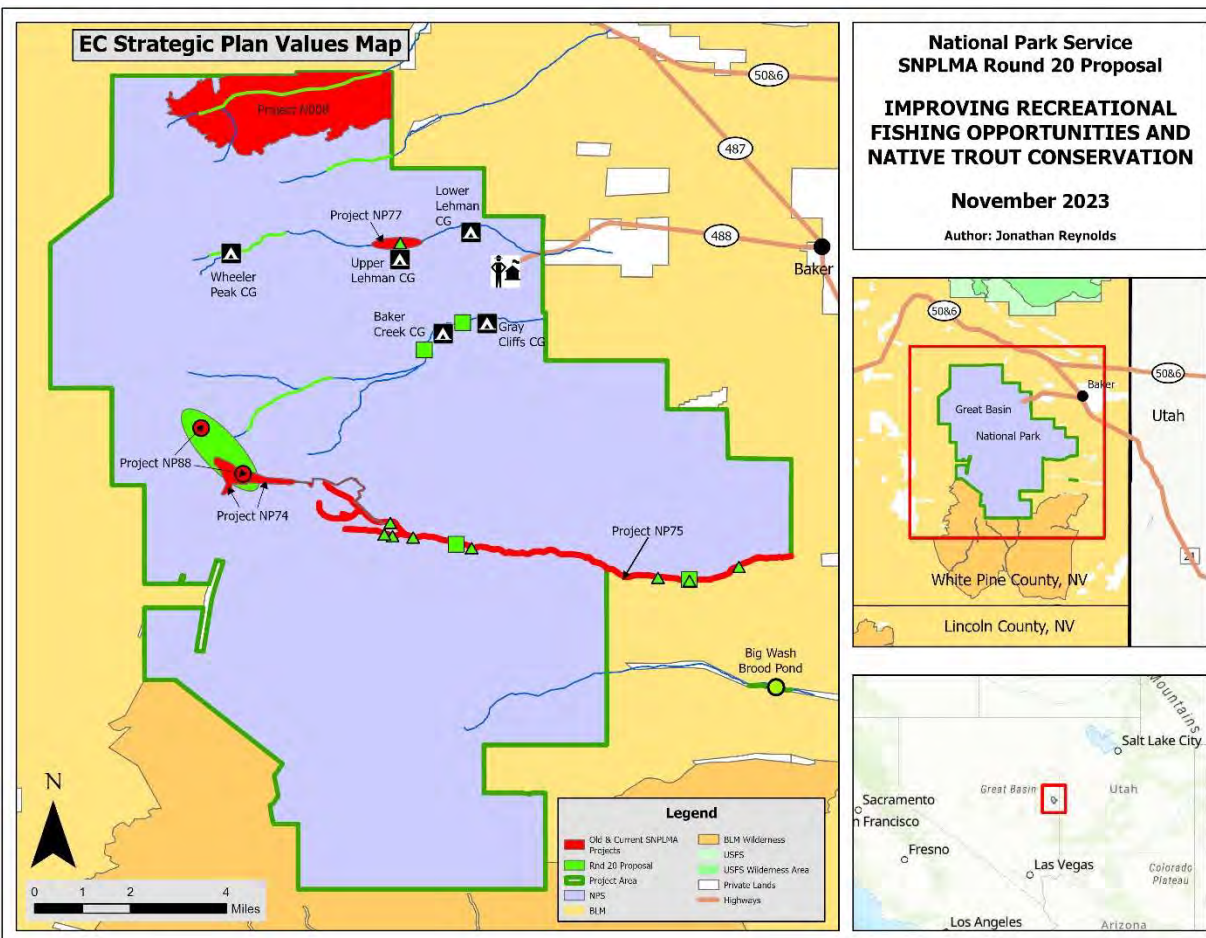 EC Strategic Plan Values Map
Project N008
50&6
487
488
Baker
Project NP77
Lower
Lehman
CG
Wheeler
Peak CG
Upper
Lehman CG
Baker
Creek CG
Gray
Cliffs CG
Project NP88
Project NP74
Project NP75
Big Wash
Brood Pond
N
0 1 2 4
Miles
Legend
Old & Current SNPLMA
Projects
Rnd 20 Proposal
Project Area
NPS
BLM
BLM Wilderness
USFS
USFS Wilderness Area
Private Lands
Highways
National Park Service
SNPLMA Round 20 Proposal
IMPROVING RECREATIONAL
FISHING OPPORTUNITIES AND
NATIVE TROUT CONSERVATION
November 2023
Author: Jonathan Reynolds
50&6
50&6
Baker
Utah
Great Basin
National Park
21
White Pine County, NV
Lincoln County, NV
Mountains
Salt Lake City
Great Basin
Utah
Sacramento
n Francisco
Fresno
Las Vegas
Colorado
Plateau
Los Angeles
Arizona